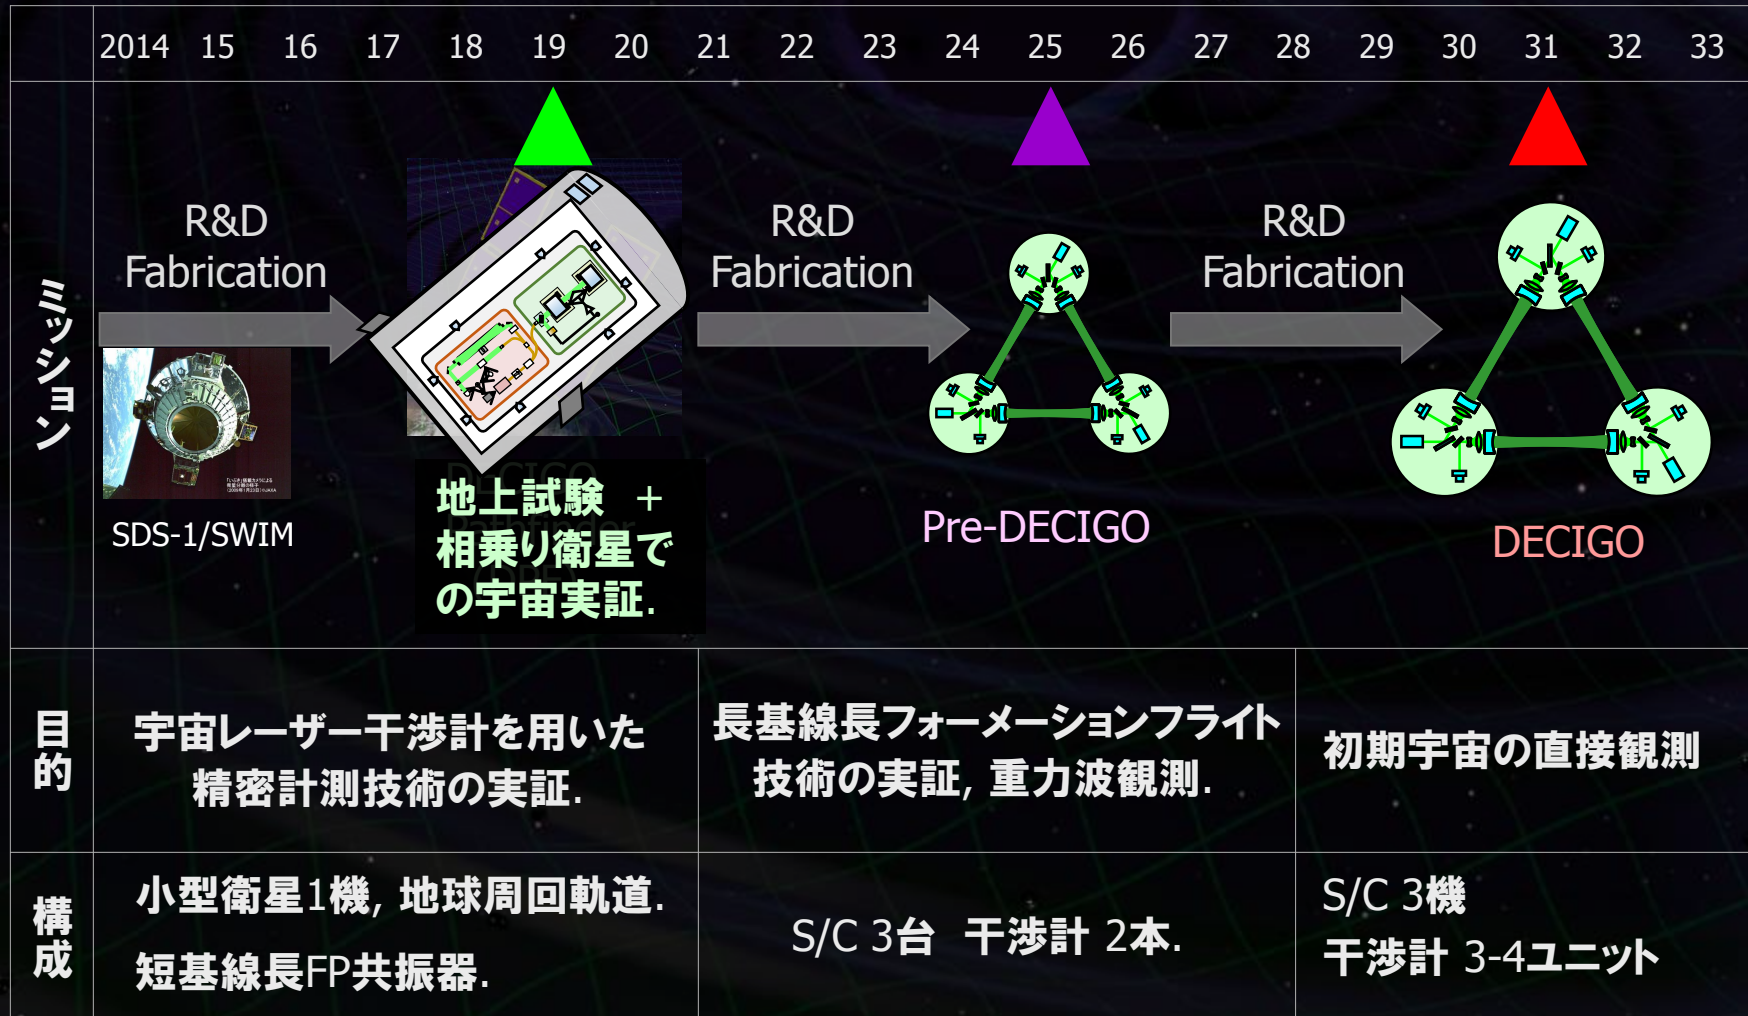 2014 15 16 17 18 19 20 21 22 23 24 25 26 27 28 29 30 31 32 33
ミッション
R&D
Fabrication
SDS-1/SWIM
DECIGO
Pathfinder
地上試験 +
相乗り衛星で
の宇宙実証.
R&D
Fabrication
Pre-DECIGO
R&D
Fabrication
DECIGO
目的
宇宙レーザー干渉計を用いた
精密計測技術の実証.
長基線長フォーメーションフライト
技術の実証, 重力波観測.
初期宇宙の直接観測
構成
小型衛星1機, 地球周回軌道.
短基線長FP共振器.
S/C 3台 干渉計 2本.
S/C 3機
干渉計 3-4ユニット